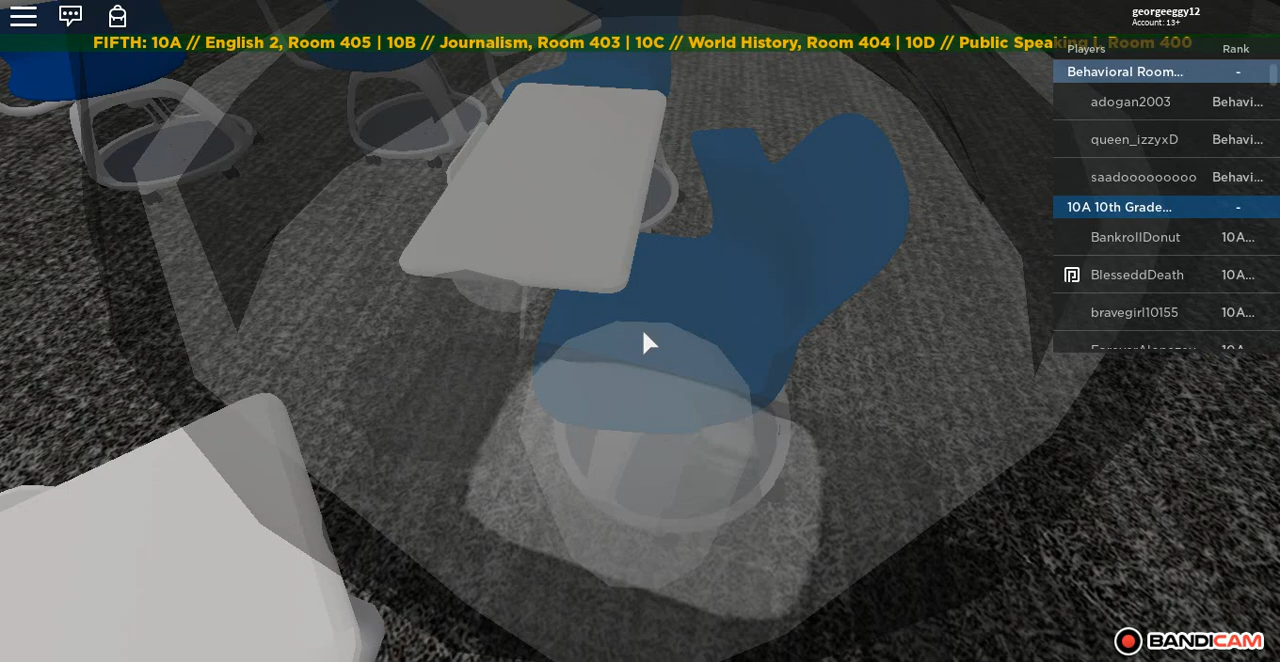 georgeeggy12
Account: 13+
FIFTH: 10A // English 2, Room 405 | 10B // Journalism, Room 403 | 10C // World History, Room 404 | 10D // Public Speaking I, Room 400
Players Rank
Behavioral Room... -
adogan2003 Behavi...
queen_izzyxD Behavi...
saadooooooooo Behavi...
10A 10th Grade... -
BankrollDonut 10A...
BlesseddDeath 10A...
bravegirl10155 10A...
10A
BANDICAM